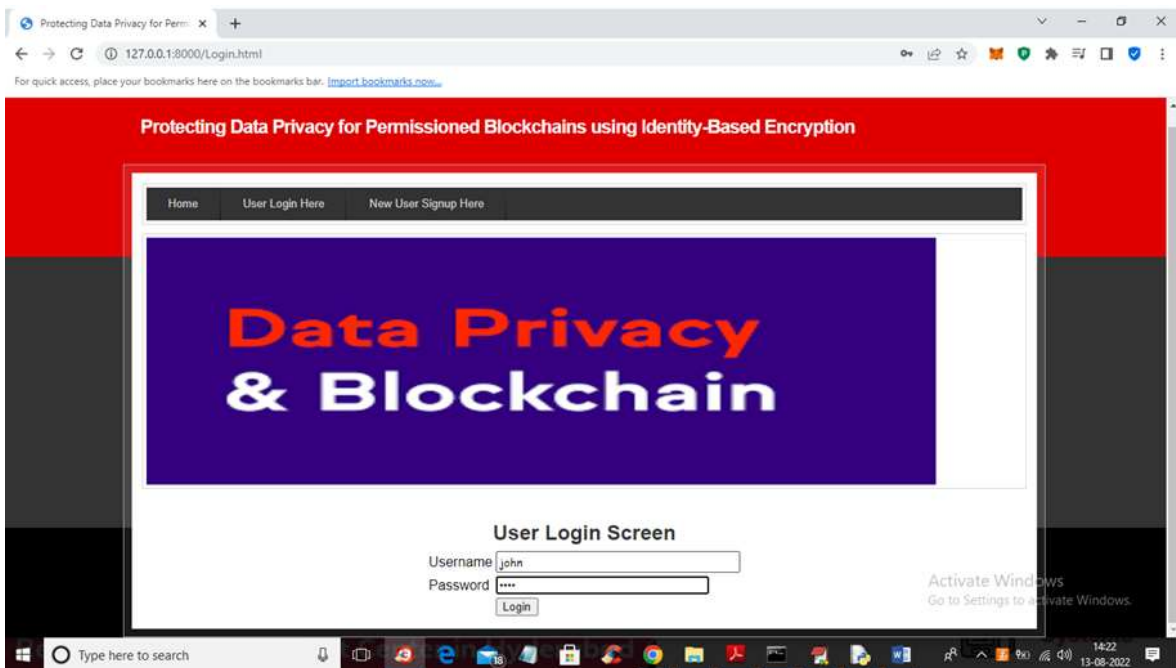 Protecting Data Privacy for Perm
127.0.0.1:8000/Login.html
For quick access, place your bookmarks here on the bookmarks bar. Import bookmarks now...
Protecting Data Privacy for Permissioned Blockchains using Identity-Based Encryption
Home User Login Here New User Signup Here
Data Privacy
& Blockchain
User Login Screen
Username john
Password ••••
Login
Activate Windows
Go to Settings to activate Windows.
Type here to search
18
14:22
13-08-2022